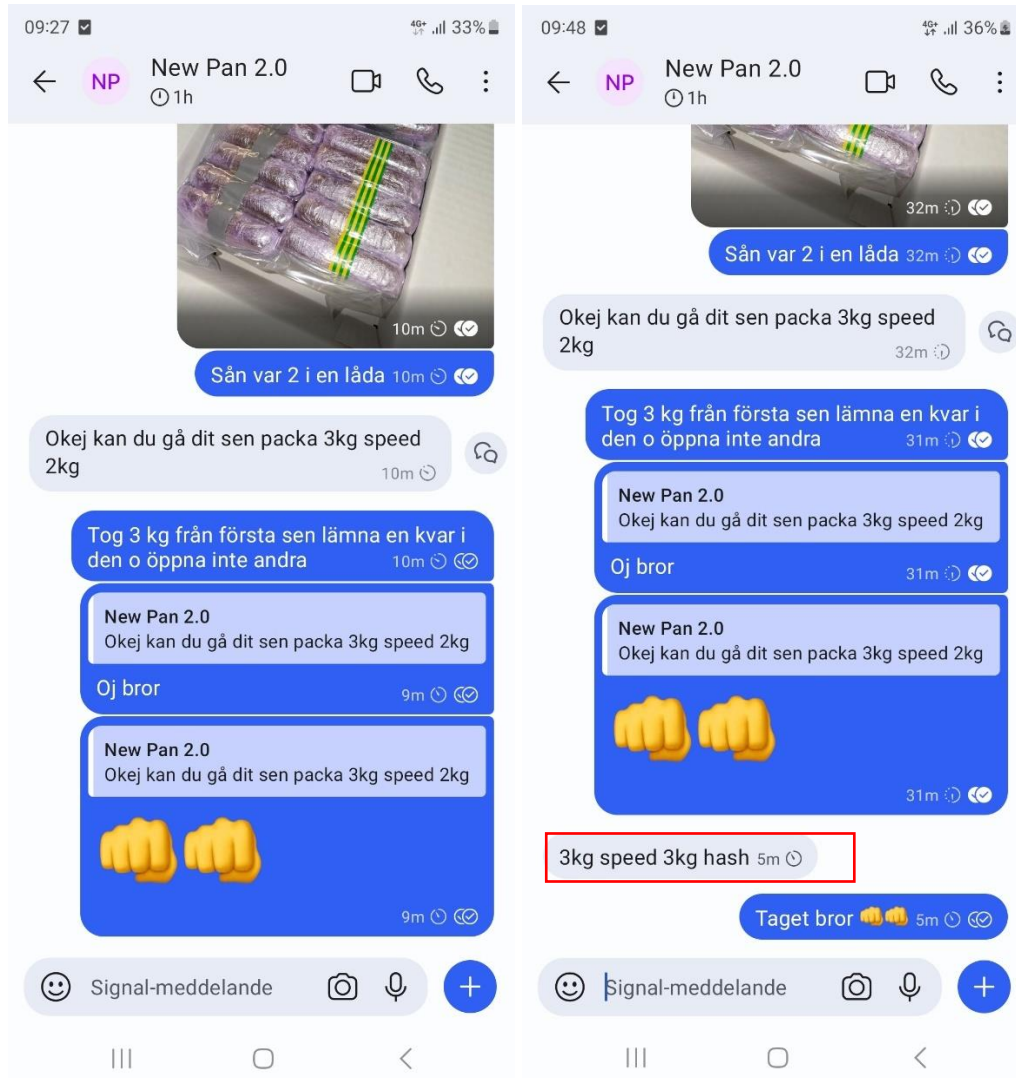 09:27
4G+ 33%
NP
New Pan 2.0
1h
10m
Sån var 2 i en låda 10m
Okej kan du gå dit sen packa 3kg speed
2kg
10m
Tog 3 kg från första sen lämna en kvar i
den o öppna inte andra 10m
New Pan 2.0
Okej kan du gå dit sen packa 3kg speed 2kg
Oj bror 9m
New Pan 2.0
Okej kan du gå dit sen packa 3kg speed 2kg
👊👊
9m
Signal-meddelande
09:48
4G+ 36%
NP
New Pan 2.0
1h
32m
Sån var 2 i en låda 32m
Okej kan du gå dit sen packa 3kg speed
2kg
32m
Tog 3 kg från första sen lämna en kvar i
den o öppna inte andra 31m
New Pan 2.0
Okej kan du gå dit sen packa 3kg speed 2kg
Oj bror 31m
New Pan 2.0
Okej kan du gå dit sen packa 3kg speed 2kg
👊👊
31m
3kg speed 3kg hash 5m
Taget bror 👊👊 5m
Signal-meddelande